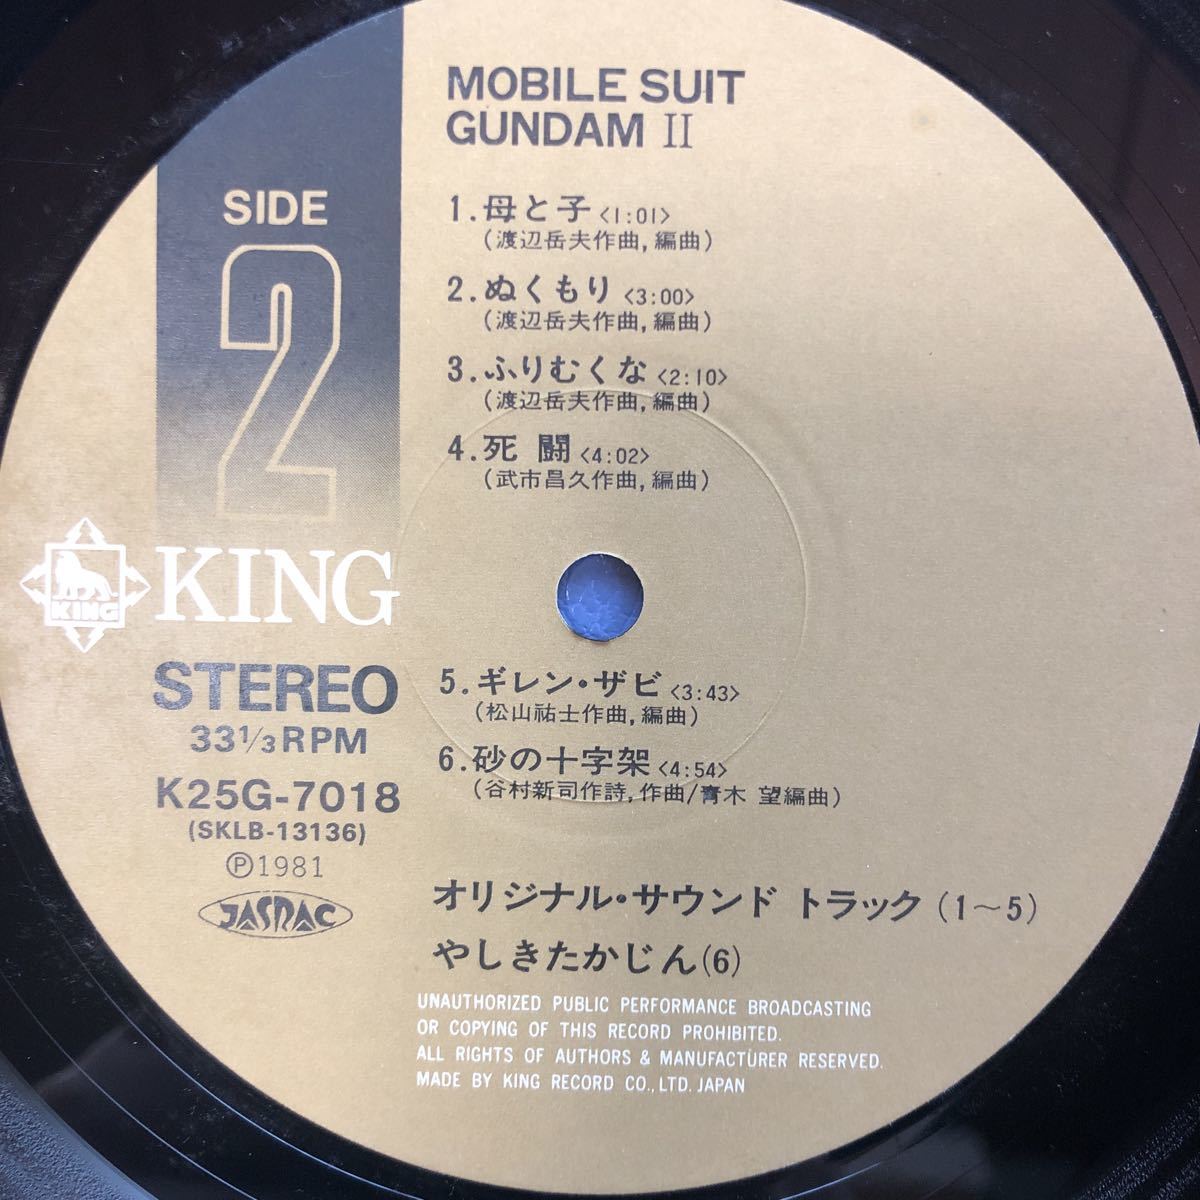 MOBILE SUIT
GUNDAM II
SIDE
2
1.母と子<1:01>
(渡辺岳夫作曲,編曲)
2.ぬくもり<3:00>
(渡辺岳夫作曲,編曲)
3.ふりむくな<2:10>
(渡辺岳夫作曲,編曲)
4.死 闘<4:02>
(武市昌久作曲,編曲)
KING
KING
STEREO
33 1/3 RPM
K25G-7018
(SKLB-13136)
Ⓟ1981
JASRAC
5.ギレン・ザビ<3:43>
(松山祐士作曲,編曲)
6.砂の十字架<4:54>
(谷村新司作詩,作曲/青木 望編曲)
オリジナル・サウンド トラック(1〜5)
やしきたかじん(6)
UNAUTHORIZED PUBLIC PERFORMANCE BROADCASTING
OR COPYING OF THIS RECORD PROHIBITED.
ALL RIGHTS OF AUTHORS & MANUFACTURER RESERVED.
MADE BY KING RECORD CO., LTD. JAPAN